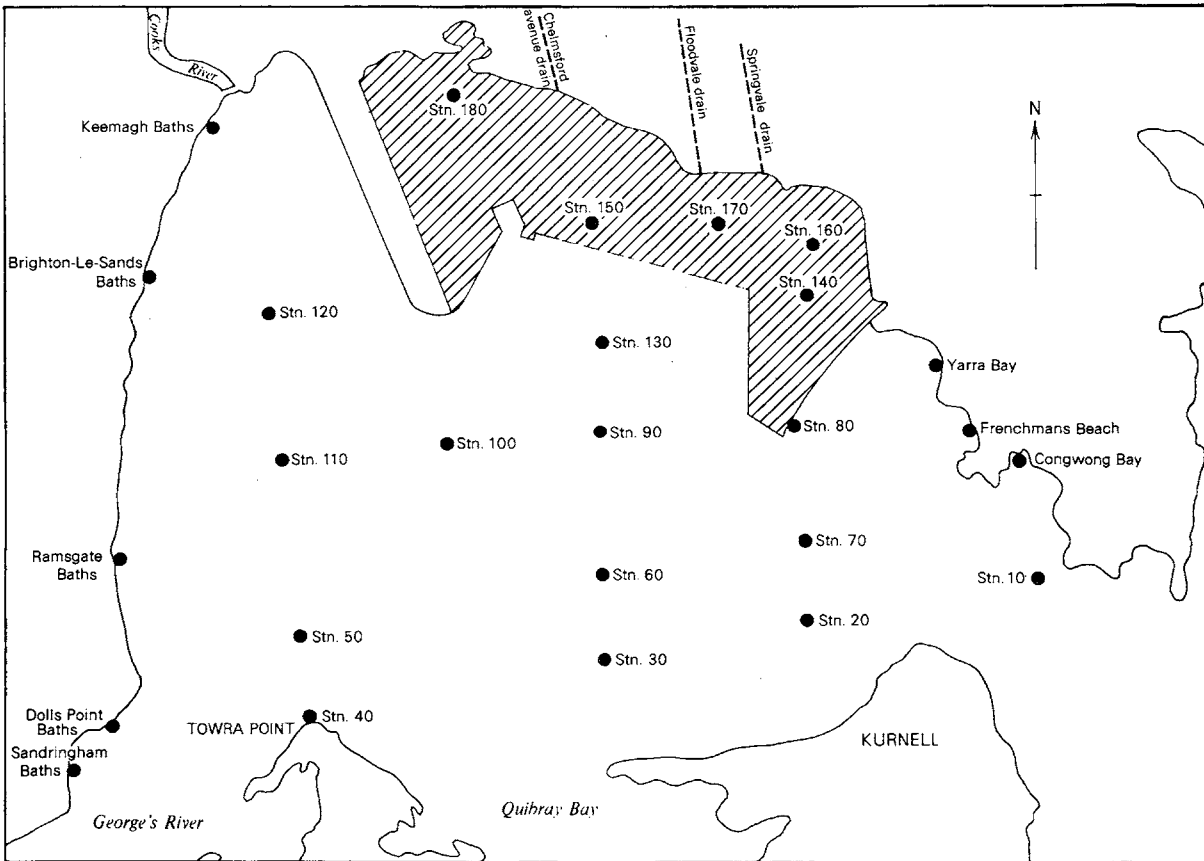 Cooks
River
Chelmsford
avenue drain
Floodvale drain
Springvale drain
N
Stn. 180
Keemagh Baths
Stn. 150
Stn. 170
Stn. 160
Brighton-Le-Sands
Baths
Stn. 140
Stn. 120
Stn. 130
Yarra Bay
Stn. 80
Frenchmans Beach
Stn. 90
Stn. 100
Stn. 110
Congwong Bay
Stn. 70
Ramsgate
Baths
Stn. 60
Stn. 10
Stn. 20
Stn. 50
Stn. 30
Dolls Point
Baths
TOWRA POINT
Stn. 40
KURNELL
Sandringham
Baths
George's River
Quibray Bay